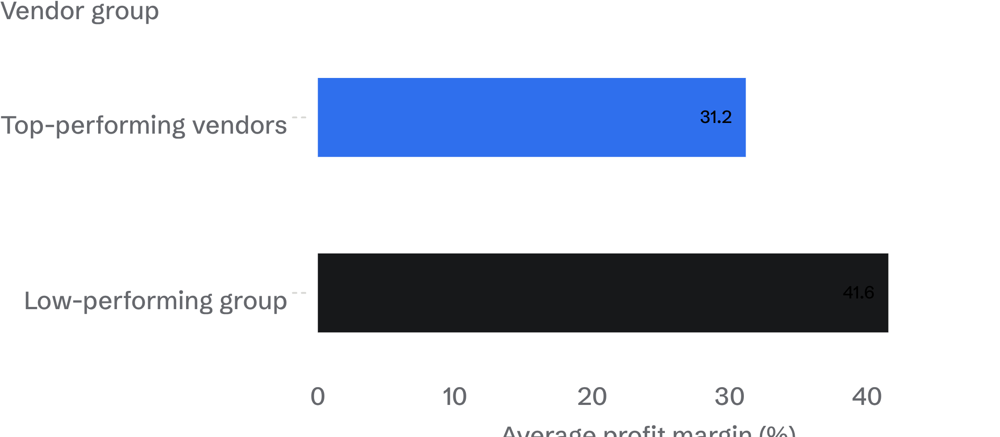 Vendor group
Top-performing vendors
31.2
Low-performing group
41.6
0 10 20 30 40
Average profit margin (%)